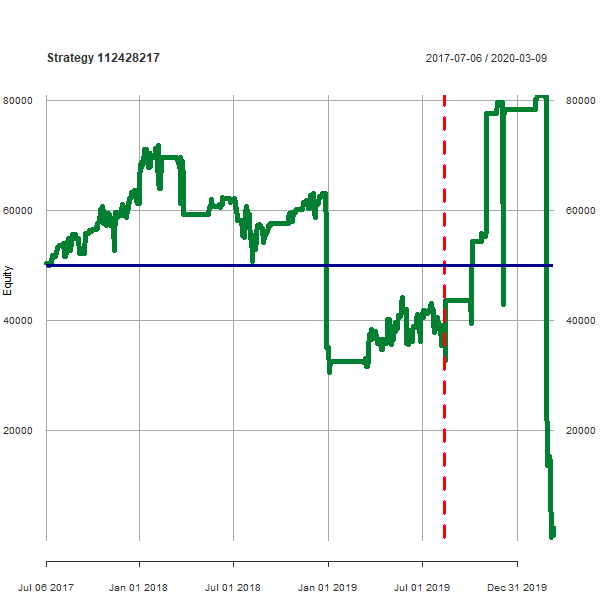 Strategy 112428217
2017-07-06 / 2020-03-09
80000 80000
60000 60000
Equity
40000 40000
20000 20000
Jul 06 2017 Jan 01 2018 Jul 01 2018 Jan 01 2019 Jul 01 2019 Dec 31 2019